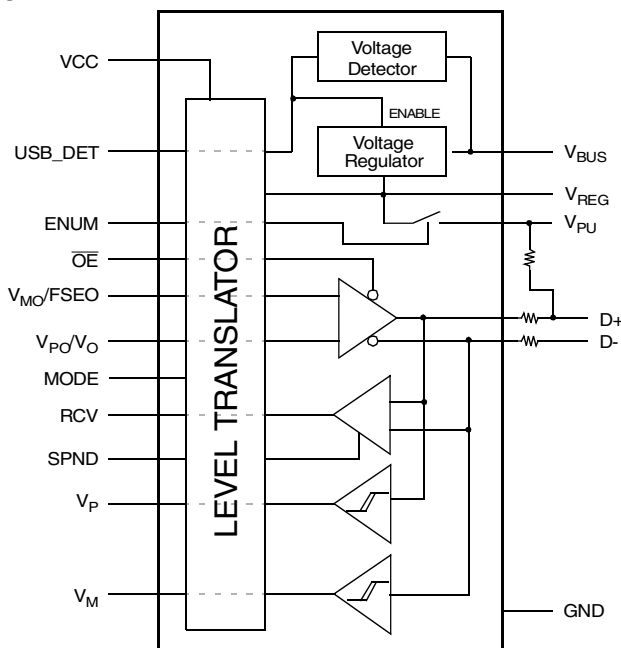 VCC
USB_DET
ENUM
OE
VMO/FSEO
VPO/VO
MODE
RCV
SPND
VP
VM
LEVEL TRANSLATOR
Voltage
Detector
ENABLE
Voltage
Regulator
VBUS
VREG
VPU
D+
D-
GND